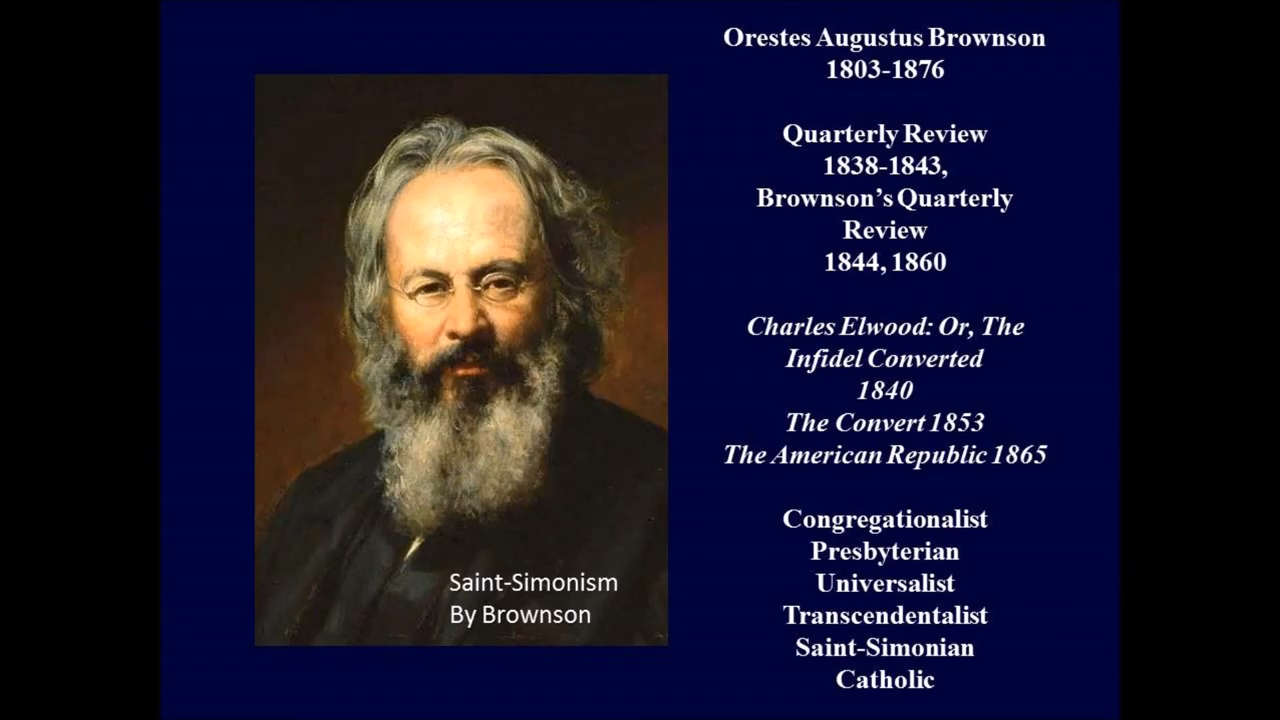 Orestes Augustus Brownson
1803-1876
Quarterly Review
1838-1843,
Brownson's Quarterly
Review
1844, 1860
Charles Elwood: Or, The
Infidel Converted
1840
The Convert 1853
The American Republic 1865
Congregationalist
Presbyterian
Universalist
Transcendentalist
Saint-Simonian
Catholic
Saint-Simonism
By Brownson